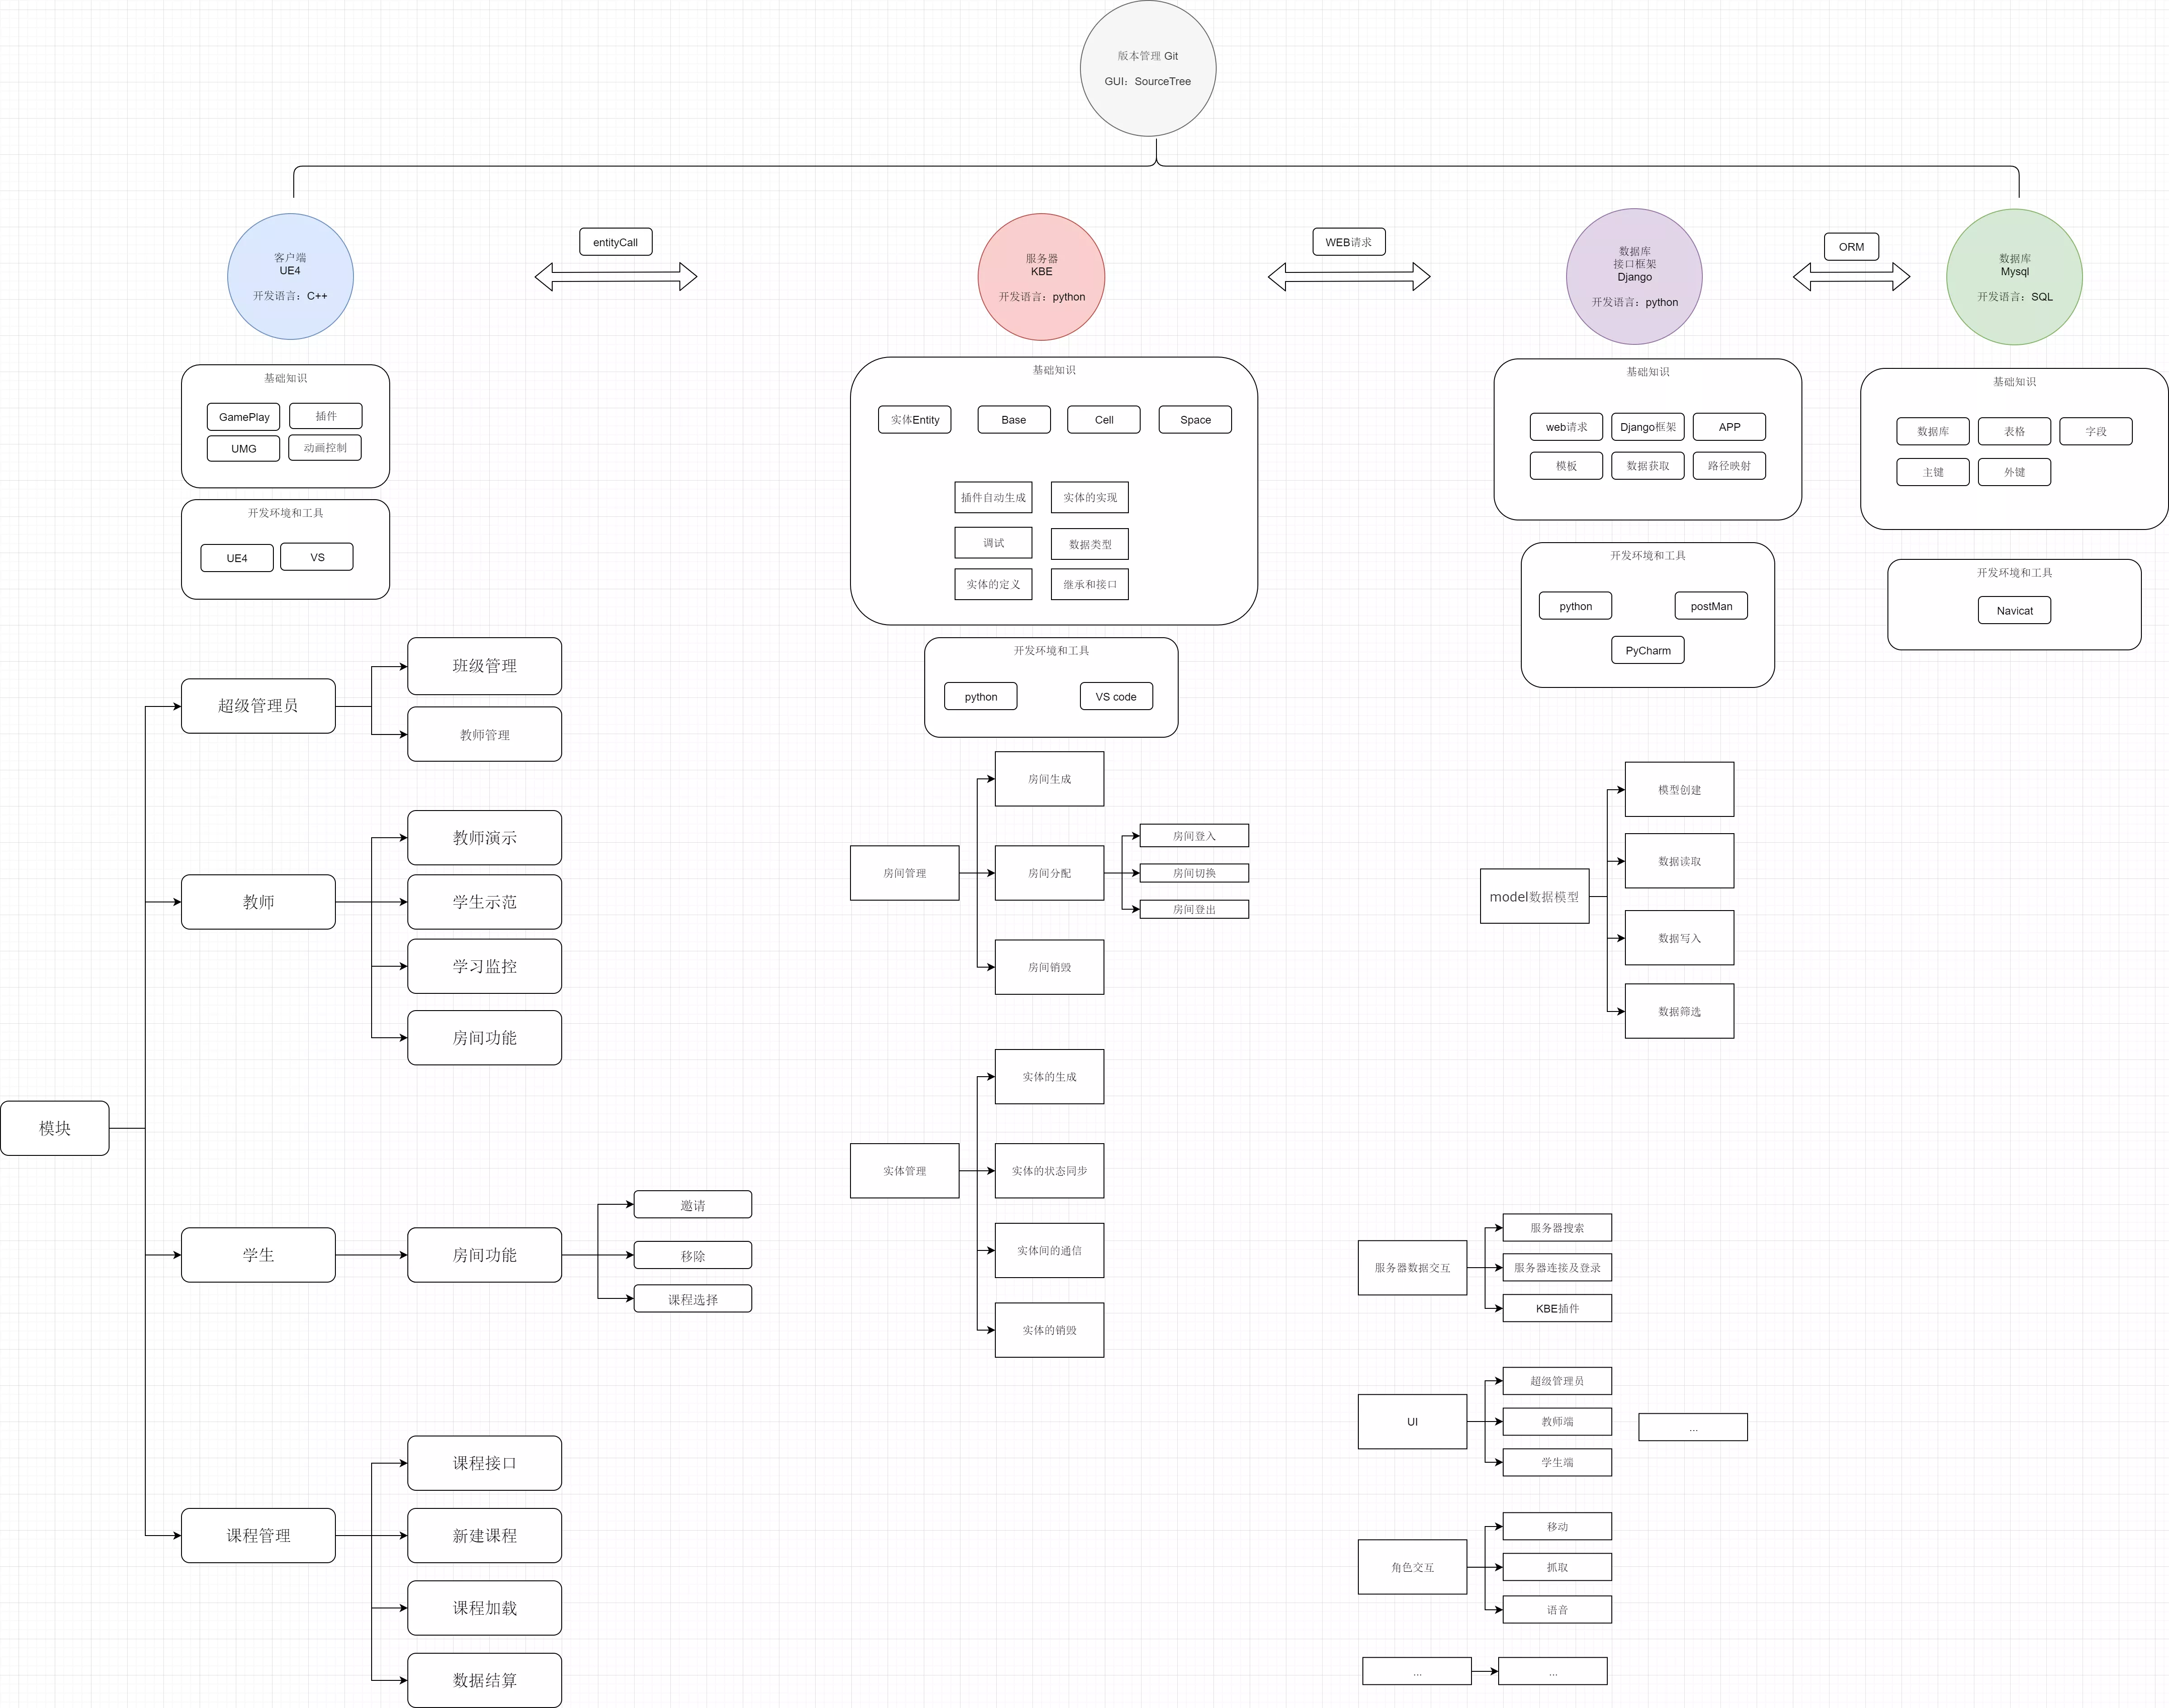 版本管理 Git
GUI：SourceTree
客户端
UE4
开发语言：C++
entityCall
服务器
KBE
开发语言：python
WEB请求
数据库
接口框架
Django
开发语言：python
ORM
数据库
Mysql
开发语言：SQL
基础知识
GamePlay
插件
UMG
动画控制
开发环境和工具
UE4
VS
基础知识
实体Entity
Base
Cell
Space
插件自动生成
实体的实现
调试
数据类型
实体的定义
继承和接口
开发环境和工具
python
VS code
基础知识
web请求
Django框架
APP
模板
数据获取
路径映射
开发环境和工具
python
postMan
PyCharm
基础知识
数据库
表格
字段
主键
外键
开发环境和工具
Navicat
模块
超级管理员
班级管理
教师管理
教师
教师演示
学生示范
学习监控
房间功能
学生
房间功能
邀请
移除
课程选择
课程管理
课程接口
新建课程
课程加载
数据结算
房间管理
房间生成
房间分配
房间登入
房间切换
房间登出
房间销毁
实体管理
实体的生成
实体的状态同步
实体间的通信
实体的销毁
model数据模型
模型创建
数据读取
数据写入
数据筛选
服务器数据交互
服务器搜索
服务器连接及登录
KBE插件
UI
超级管理员
教师端
学生端
...
角色交互
移动
抓取
语音
...
...